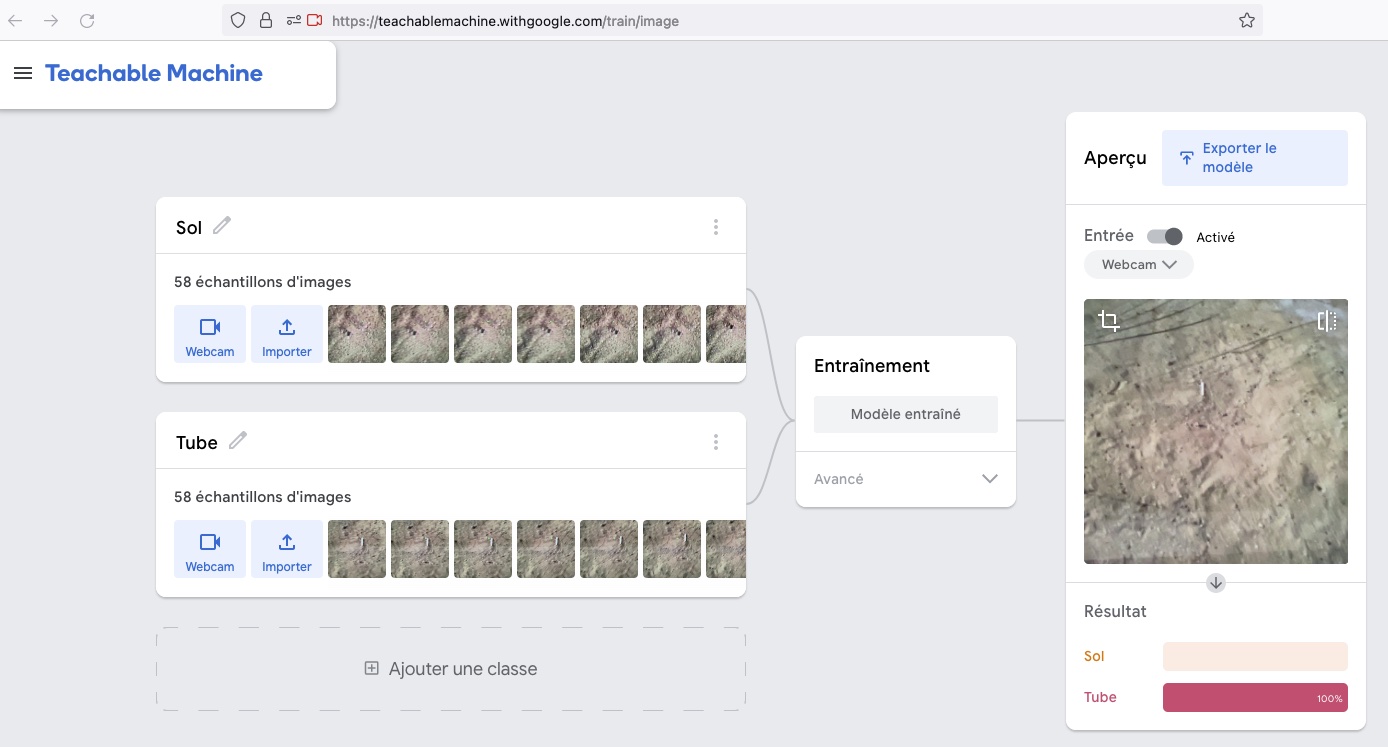 https://teachablemachine.withgoogle.com/train/image
Teachable Machine
Sol
58 échantillons d'images
Webcam
Importer
Tube
58 échantillons d'images
Webcam
Importer
Ajouter une classe
Entraînement
Modèle entraîné
Avancé
Aperçu
Exporter le
modèle
Entrée
Activé
Webcam
Résultat
Sol
Tube
100%